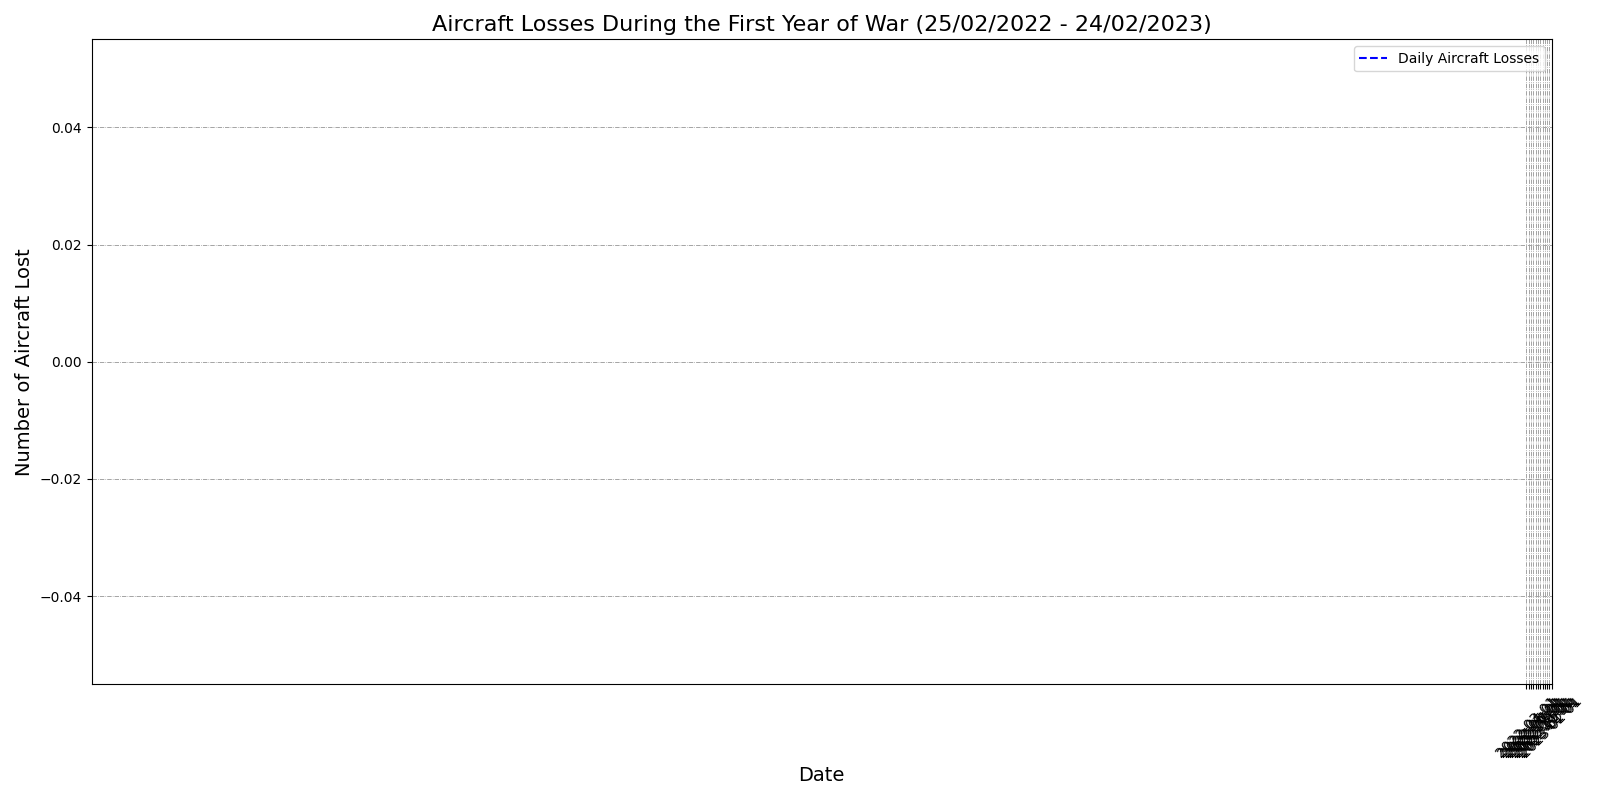 Aircraft Losses During the First Year of War (25/02/2022 - 24/02/2023)
Daily Aircraft Losses
0.04
0.02
0.00
−0.02
−0.04
Number of Aircraft Lost
Date